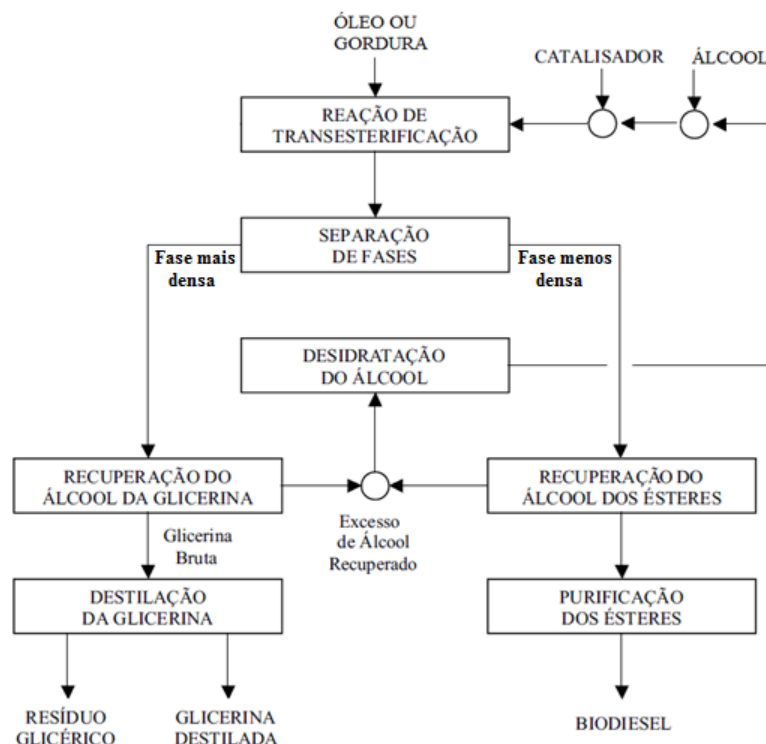 ÓLEO OU
GORDURA
CATALISADOR
ÁLCOOL
REAÇÃO DE
TRANSESTERIFICAÇÃO
SEPARAÇÃO
DE FASES
Fase mais
densa
Fase menos
densa
DESIDRATAÇÃO
DO ÁLCOOL
RECUPERAÇÃO DO
ÁLCOOL DA GLICERINA
RECUPERAÇÃO DO
ÁLCOOL DOS ÉSTERES
Excesso
de Álcool
Recuperado
Glicerina
Bruta
DESTILAÇÃO
DA GLICERINA
PURIFICAÇÃO
DOS ÉSTERES
RESÍDUO
GLICÉRICO
GLICERINA
DESTILADA
BIODIESEL